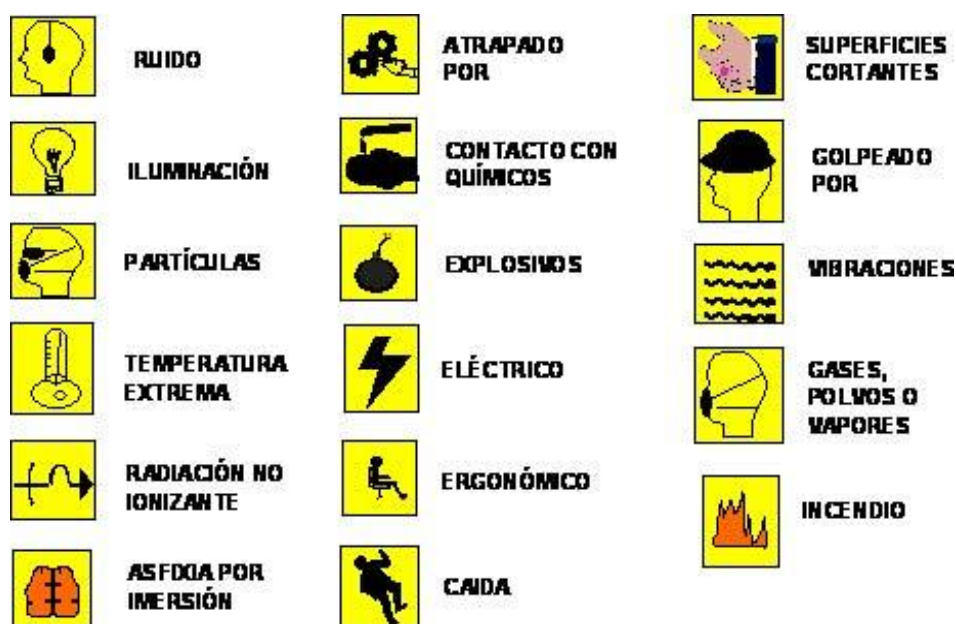 RUIDO
ILUMINACIÓN
PARTÍCULAS
TEMPERATURA
EXTREMA
RADIACIÓN NO
IONIZANTE
ASFIXIA POR
IMERSIÓN
ATRAPADO
POR
CONTACTO CON
QUÍMICOS
EXPLOSIVOS
ELÉCTRICO
ERGONÓMICO
CAIDA
SUPERFICIES
CORTANTES
GOLPEADO
POR
VIBRACIONES
GASES,
POLVOS O
VAPORES
INCENDIO